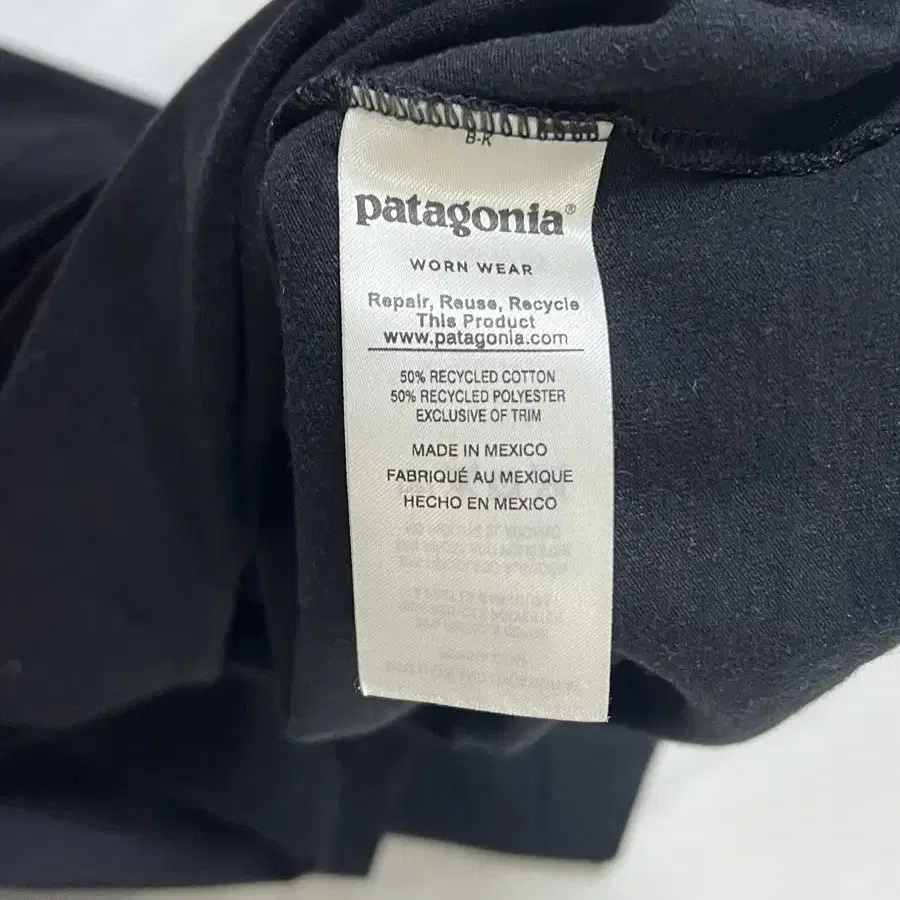 B-K
patagonia®
WORN WEAR
Repair, Reuse, Recycle
This Product
www.patagonia.com
50% RECYCLED COTTON
50% RECYCLED POLYESTER
EXCLUSIVE OF TRIM
MADE IN MEXICO
FABRIQUÉ AU MEXIQUE
HECHO EN MEXICO